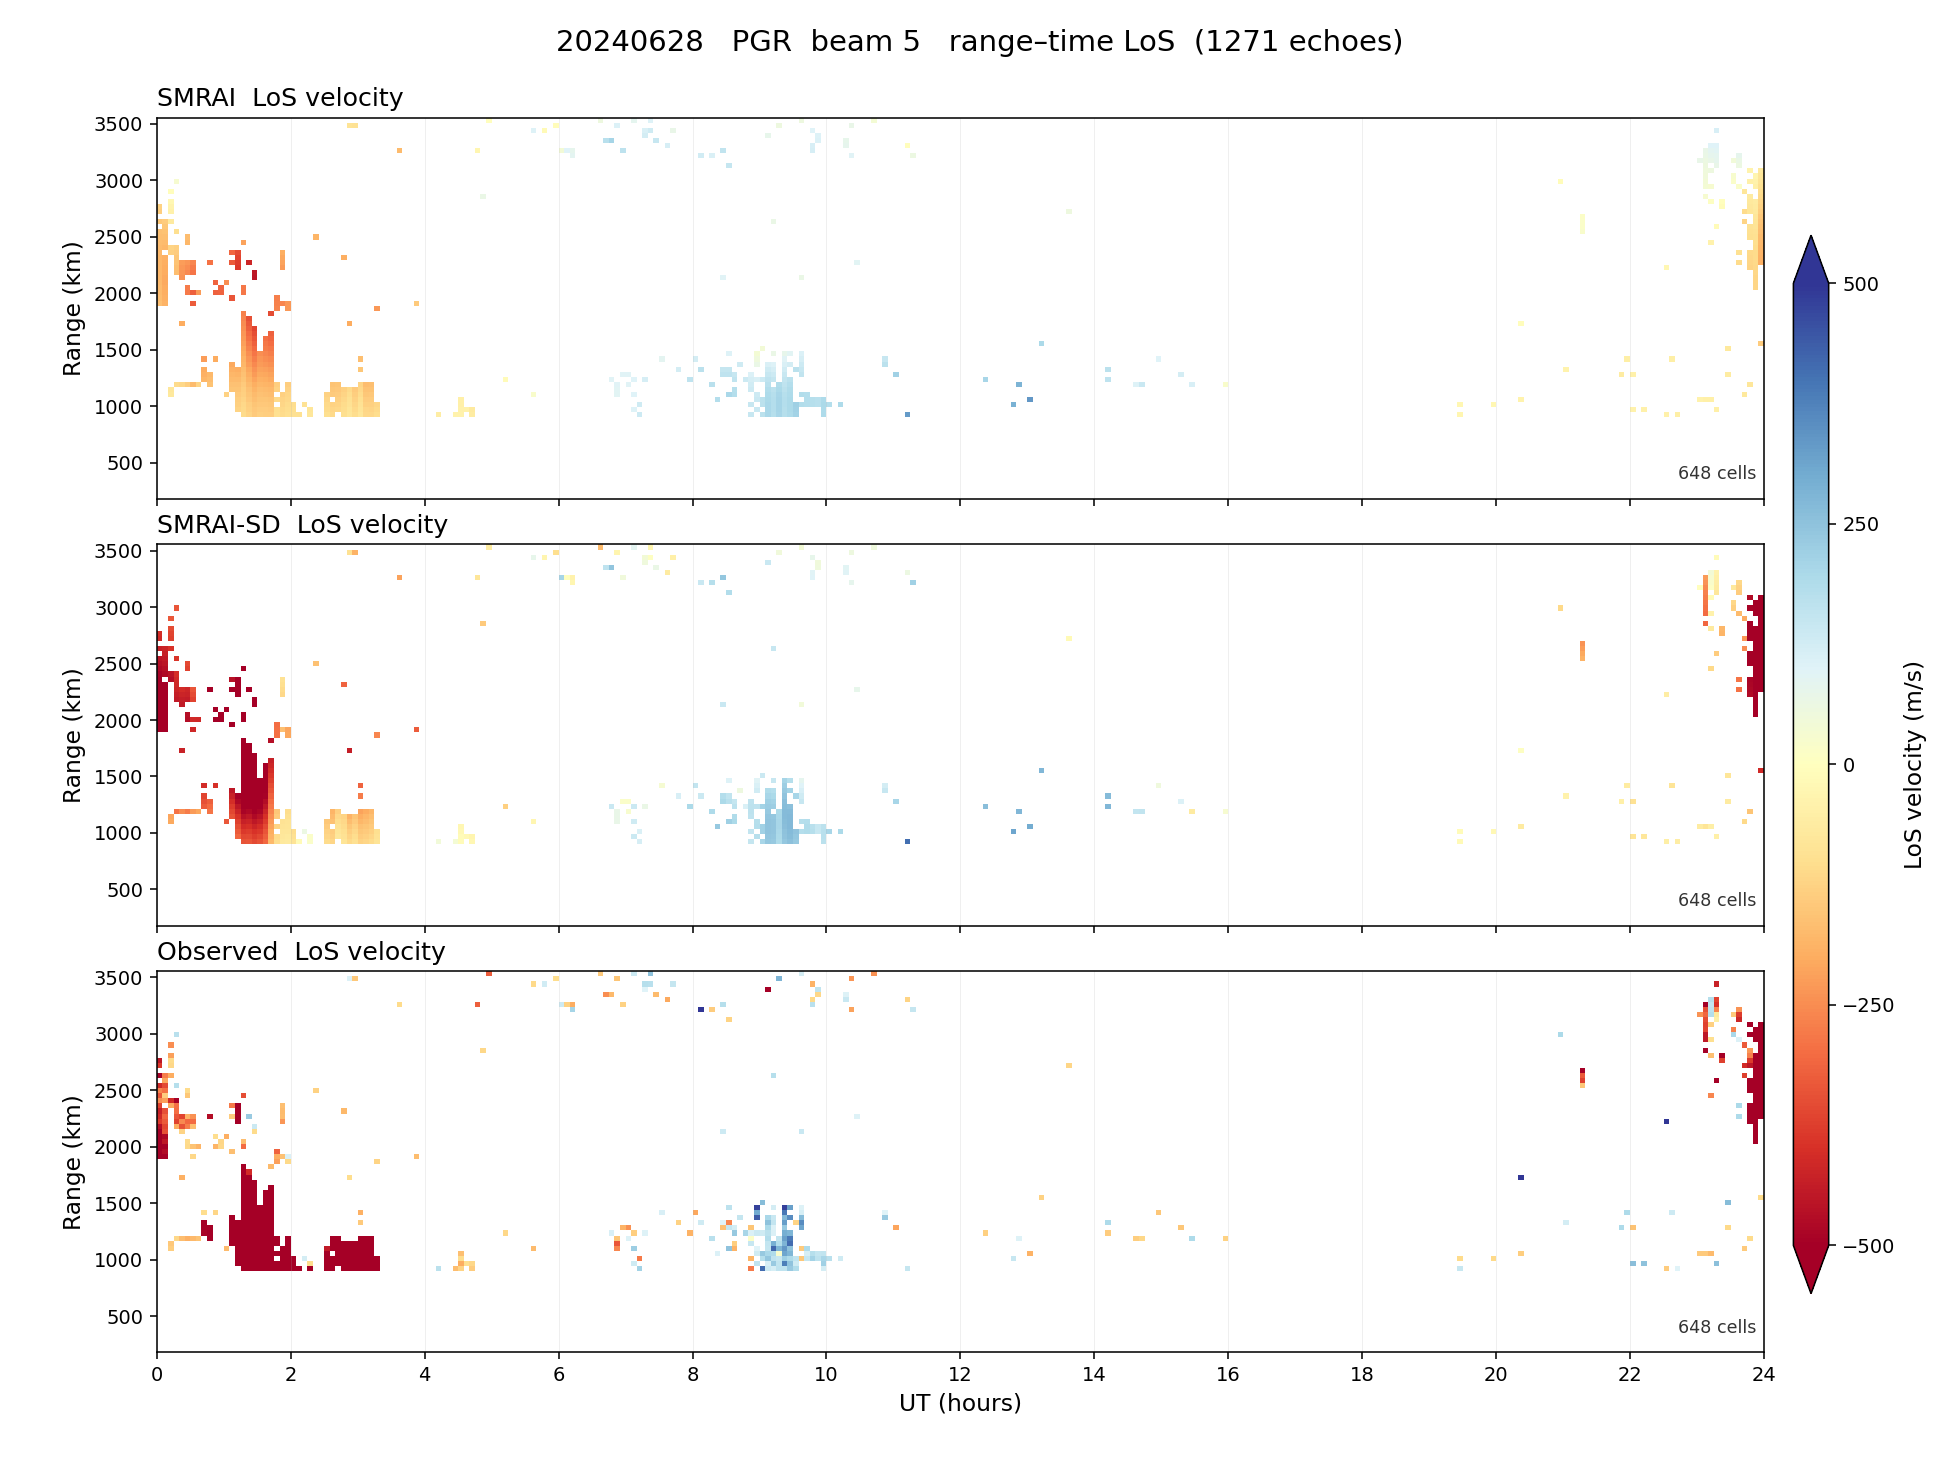 20240628   PGR  beam 5   range–time LoS  (1271 echoes)
SMRAI  LoS velocity
3500
3000
2500
2000
1500
1000
500
Range (km)
648 cells
SMRAI-SD  LoS velocity
3500
3000
2500
2000
1500
1000
500
Range (km)
648 cells
Observed  LoS velocity
3500
3000
2500
2000
1500
1000
500
Range (km)
648 cells
0 2 4 6 8 10 12 14 16 18 20 22 24
UT (hours)
500
250
0
−250
−500
LoS velocity (m/s)